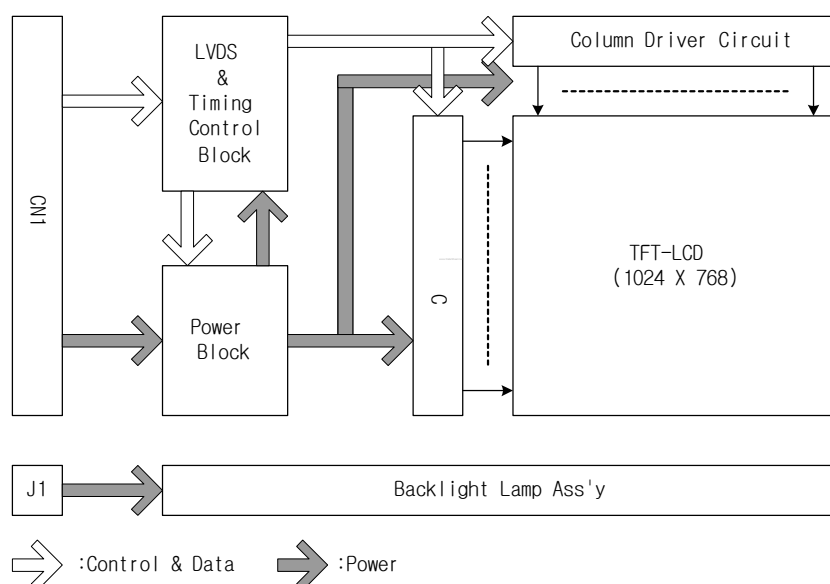 CN1
LVDS
&
Timing
Control
Block
Column Driver Circuit
Power
Block
C
TFT-LCD
(1024 X 768)
J1
Backlight Lamp Ass'y
:Control & Data
:Power